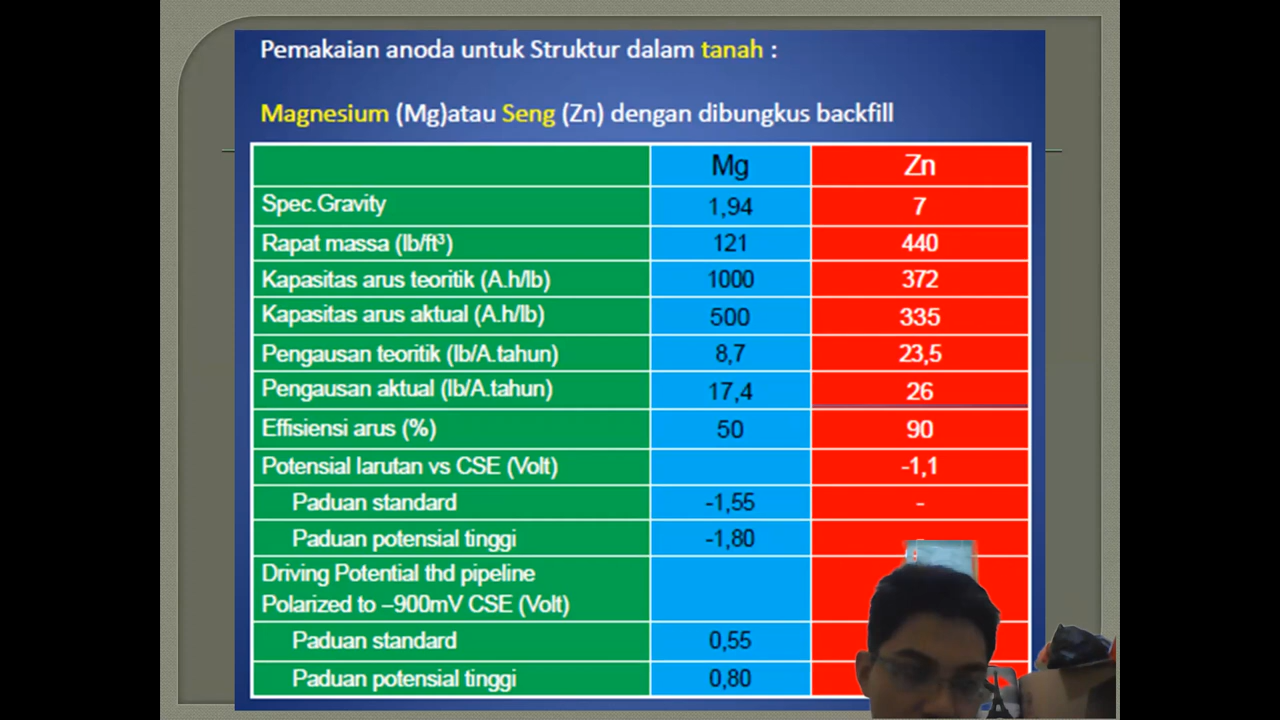 Pemakaian anoda untuk Struktur dalam tanah :
Magnesium (Mg)atau Seng (Zn) dengan dibungkus backfill
Mg Zn
Spec.Gravity 1,94 7
Rapat massa (lb/ft³) 121 440
Kapasitas arus teoritik (A.h/lb) 1000 372
Kapasitas arus aktual (A.h/lb) 500 335
Pengausan teoritik (lb/A.tahun) 8,7 23,5
Pengausan aktual (lb/A.tahun) 17,4 26
Effisiensi arus (%) 50 90
Potensial larutan vs CSE (Volt) -1,1
Paduan standard -1,55 -
Paduan potensial tinggi -1,80
Driving Potential thd pipeline
Polarized to –900mV CSE (Volt)
Paduan standard 0,55
Paduan potensial tinggi 0,80